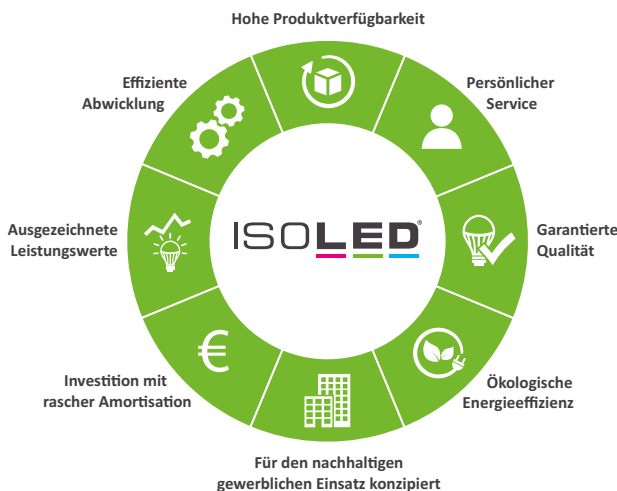 Hohe Produktverfügbarkeit
Persönlicher
Service
Garantierte
Qualität
Ökologische
Energieeffizienz
Für den nachhaltigen
gewerblichen Einsatz konzipiert
Investition mit
rascher Amortisation
Ausgezeichnete
Leistungswerte
Effiziente
Abwicklung
ISOLED®
€